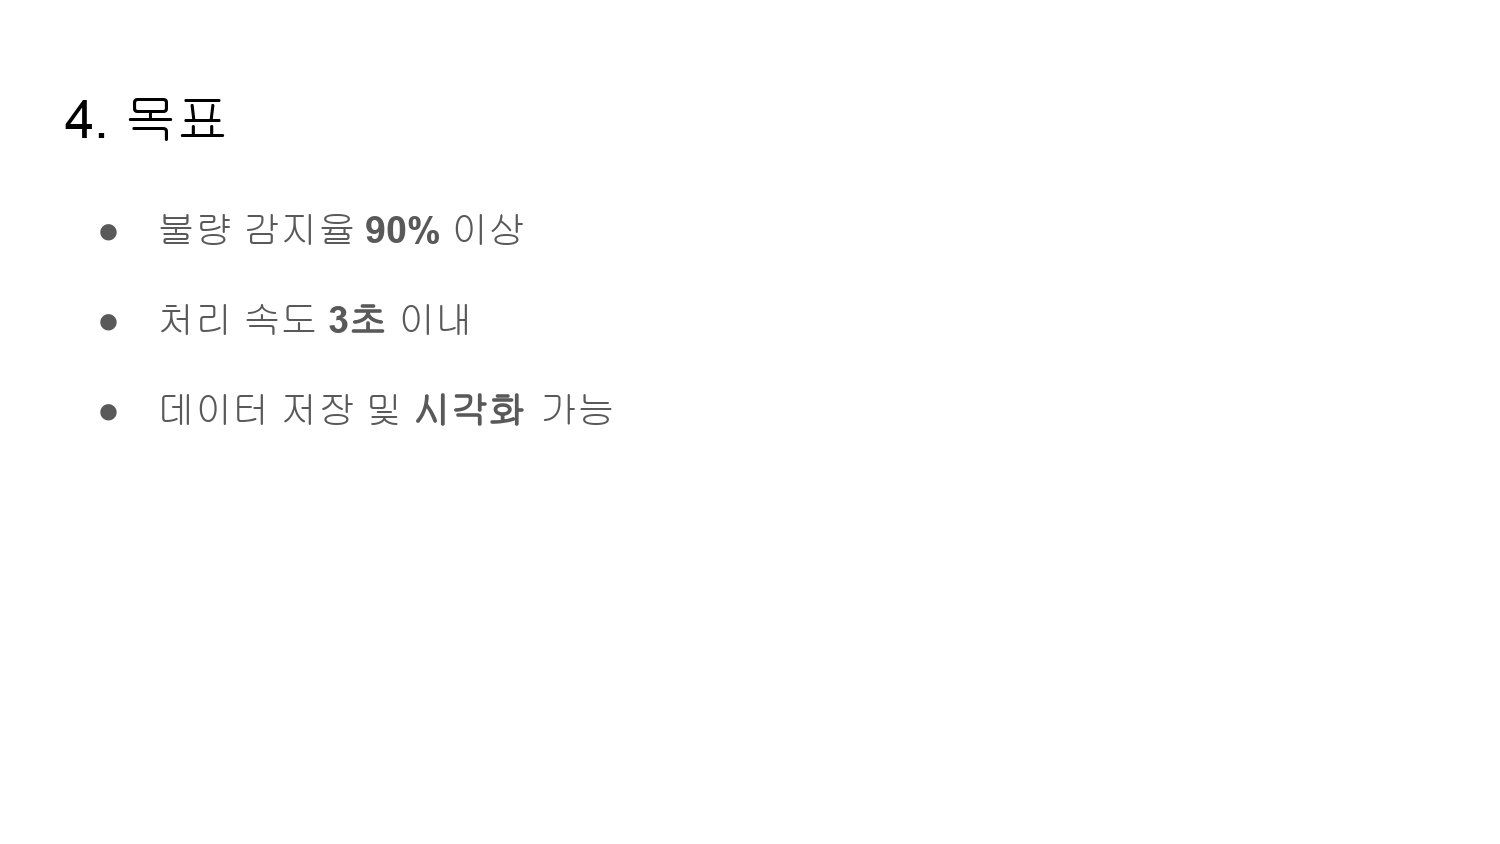 4. 목표
● 불량 감지율 90% 이상
● 처리 속도 3초 이내
● 데이터 저장 및 시각화 가능